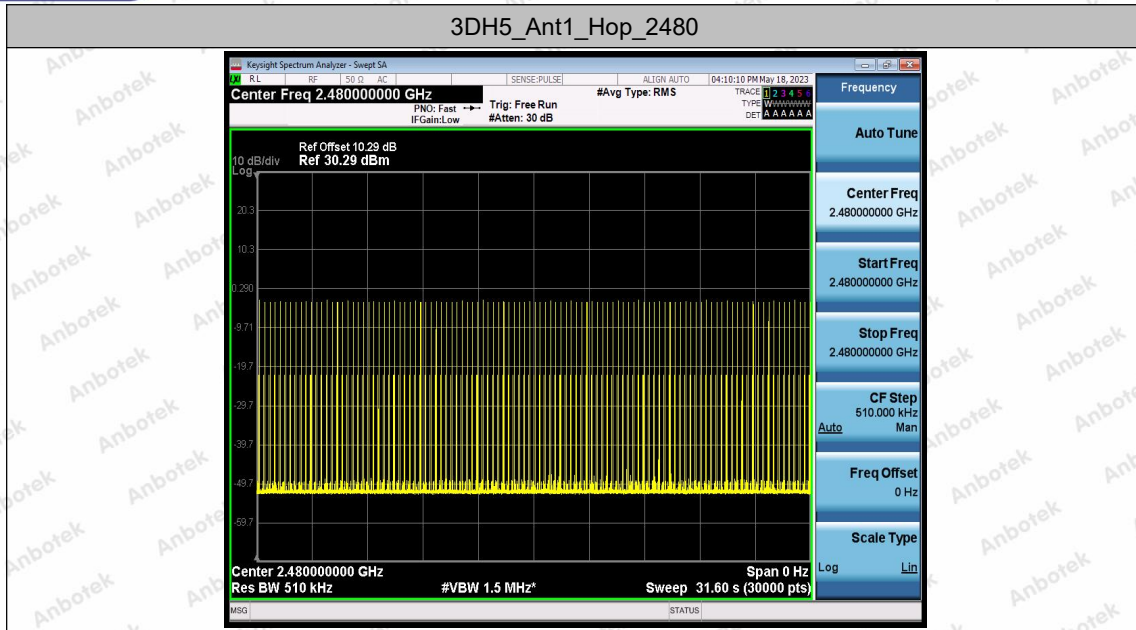 3DH5_Ant1_Hop_2480
Keysight Spectrum Analyzer - Swept SA
RL RF 50 Ω AC SENSE:PULSE ALIGN AUTO 04:10:10 PM May 18, 2023
Center Freq 2.480000000 GHz #Avg Type: RMS TRACE 1 2 3 4 5 6
PNO: Fast Trig: Free Run TYPE W
IFGain:Low #Atten: 30 dB DET A A A A A A
Frequency
Auto Tune
Center Freq
2.480000000 GHz
Start Freq
2.480000000 GHz
Stop Freq
2.480000000 GHz
CF Step
510.000 kHz
Auto Man
Freq Offset
0 Hz
Scale Type
Log Lin
Ref Offset 10.29 dB
10 dB/div Ref 30.29 dBm
Log
20.3
10.3
0.290
-9.71
-19.7
-29.7
-39.7
-49.7
-59.7
Center 2.480000000 GHz Span 0 Hz
Res BW 510 kHz #VBW 1.5 MHz* Sweep 31.60 s (30000 pts)
MSG STATUS
Anbotek